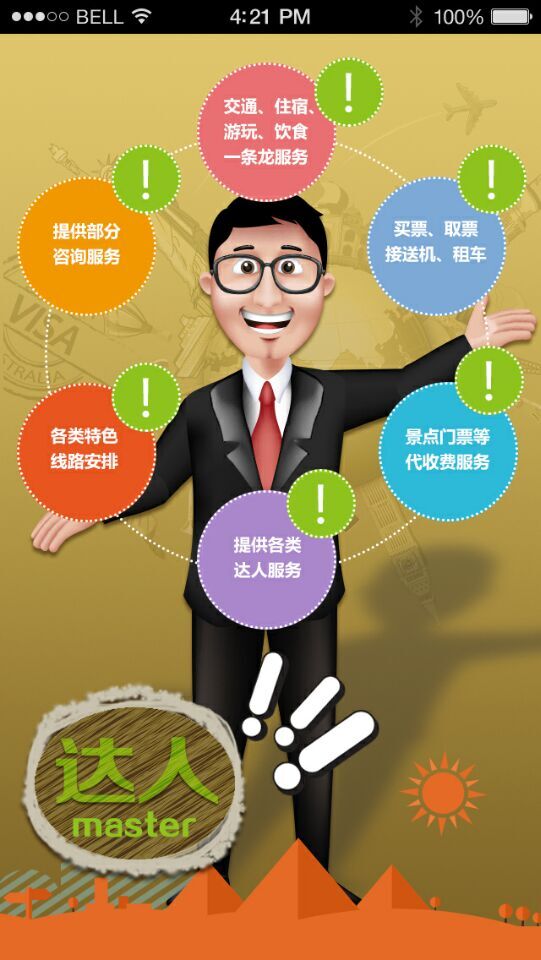 BELL
4:21 PM
100%
交通、住宿、
游玩、饮食
一条龙服务
!
提供部分
咨询服务
!
买票、取票
接送机、租车
!
各类特色
线路安排
!
景点门票等
代收费服务
!
提供各类
达人服务
!
VISA
达人
master
!!!